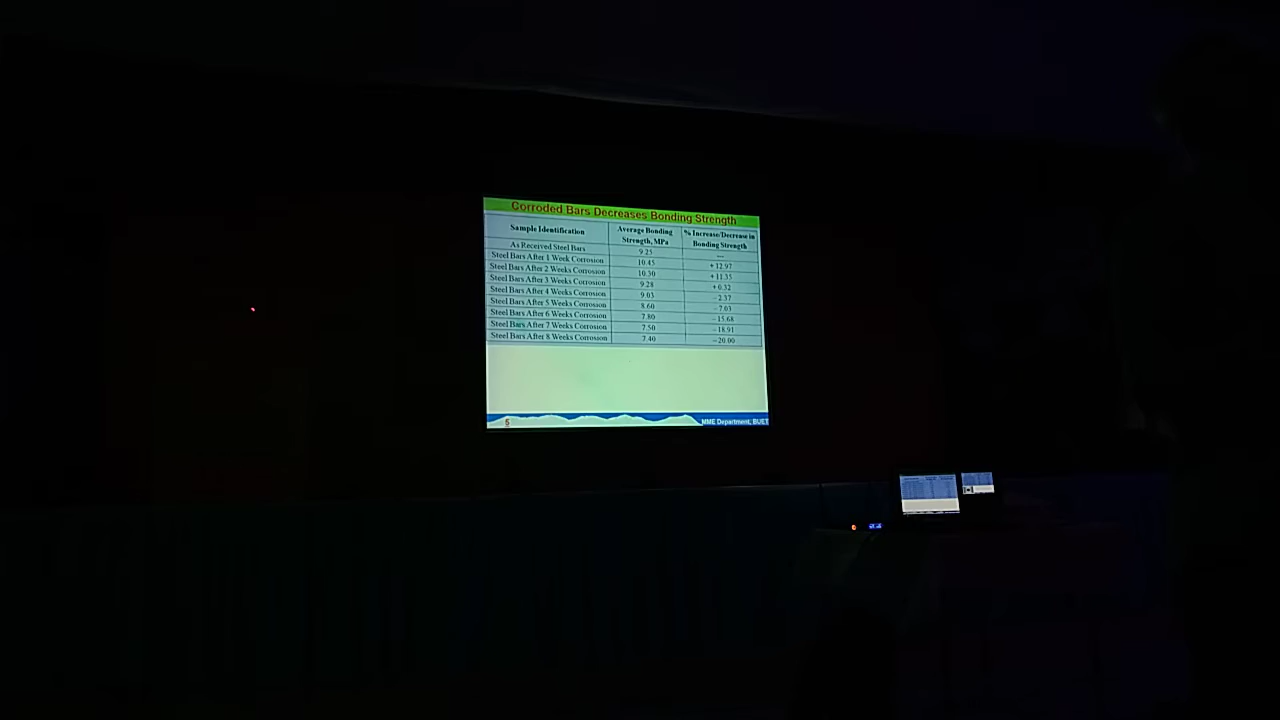 Corroded Bars Decreases Bonding Strength
Sample Identification Average Bonding Strength, MPa % Increase/Decrease in Bonding Strength
As Received Steel Bars 9.25 ---
Steel Bars After 1 Week Corrosion 10.45 +12.97
Steel Bars After 2 Weeks Corrosion 10.30 +11.35
Steel Bars After 3 Weeks Corrosion 9.28 +0.32
Steel Bars After 4 Weeks Corrosion 9.03 –2.37
Steel Bars After 5 Weeks Corrosion 8.60 –7.03
Steel Bars After 6 Weeks Corrosion 7.80 –15.68
Steel Bars After 7 Weeks Corrosion 7.50 –18.91
Steel Bars After 8 Weeks Corrosion 7.40 –20.00
5 MME Department, BUET